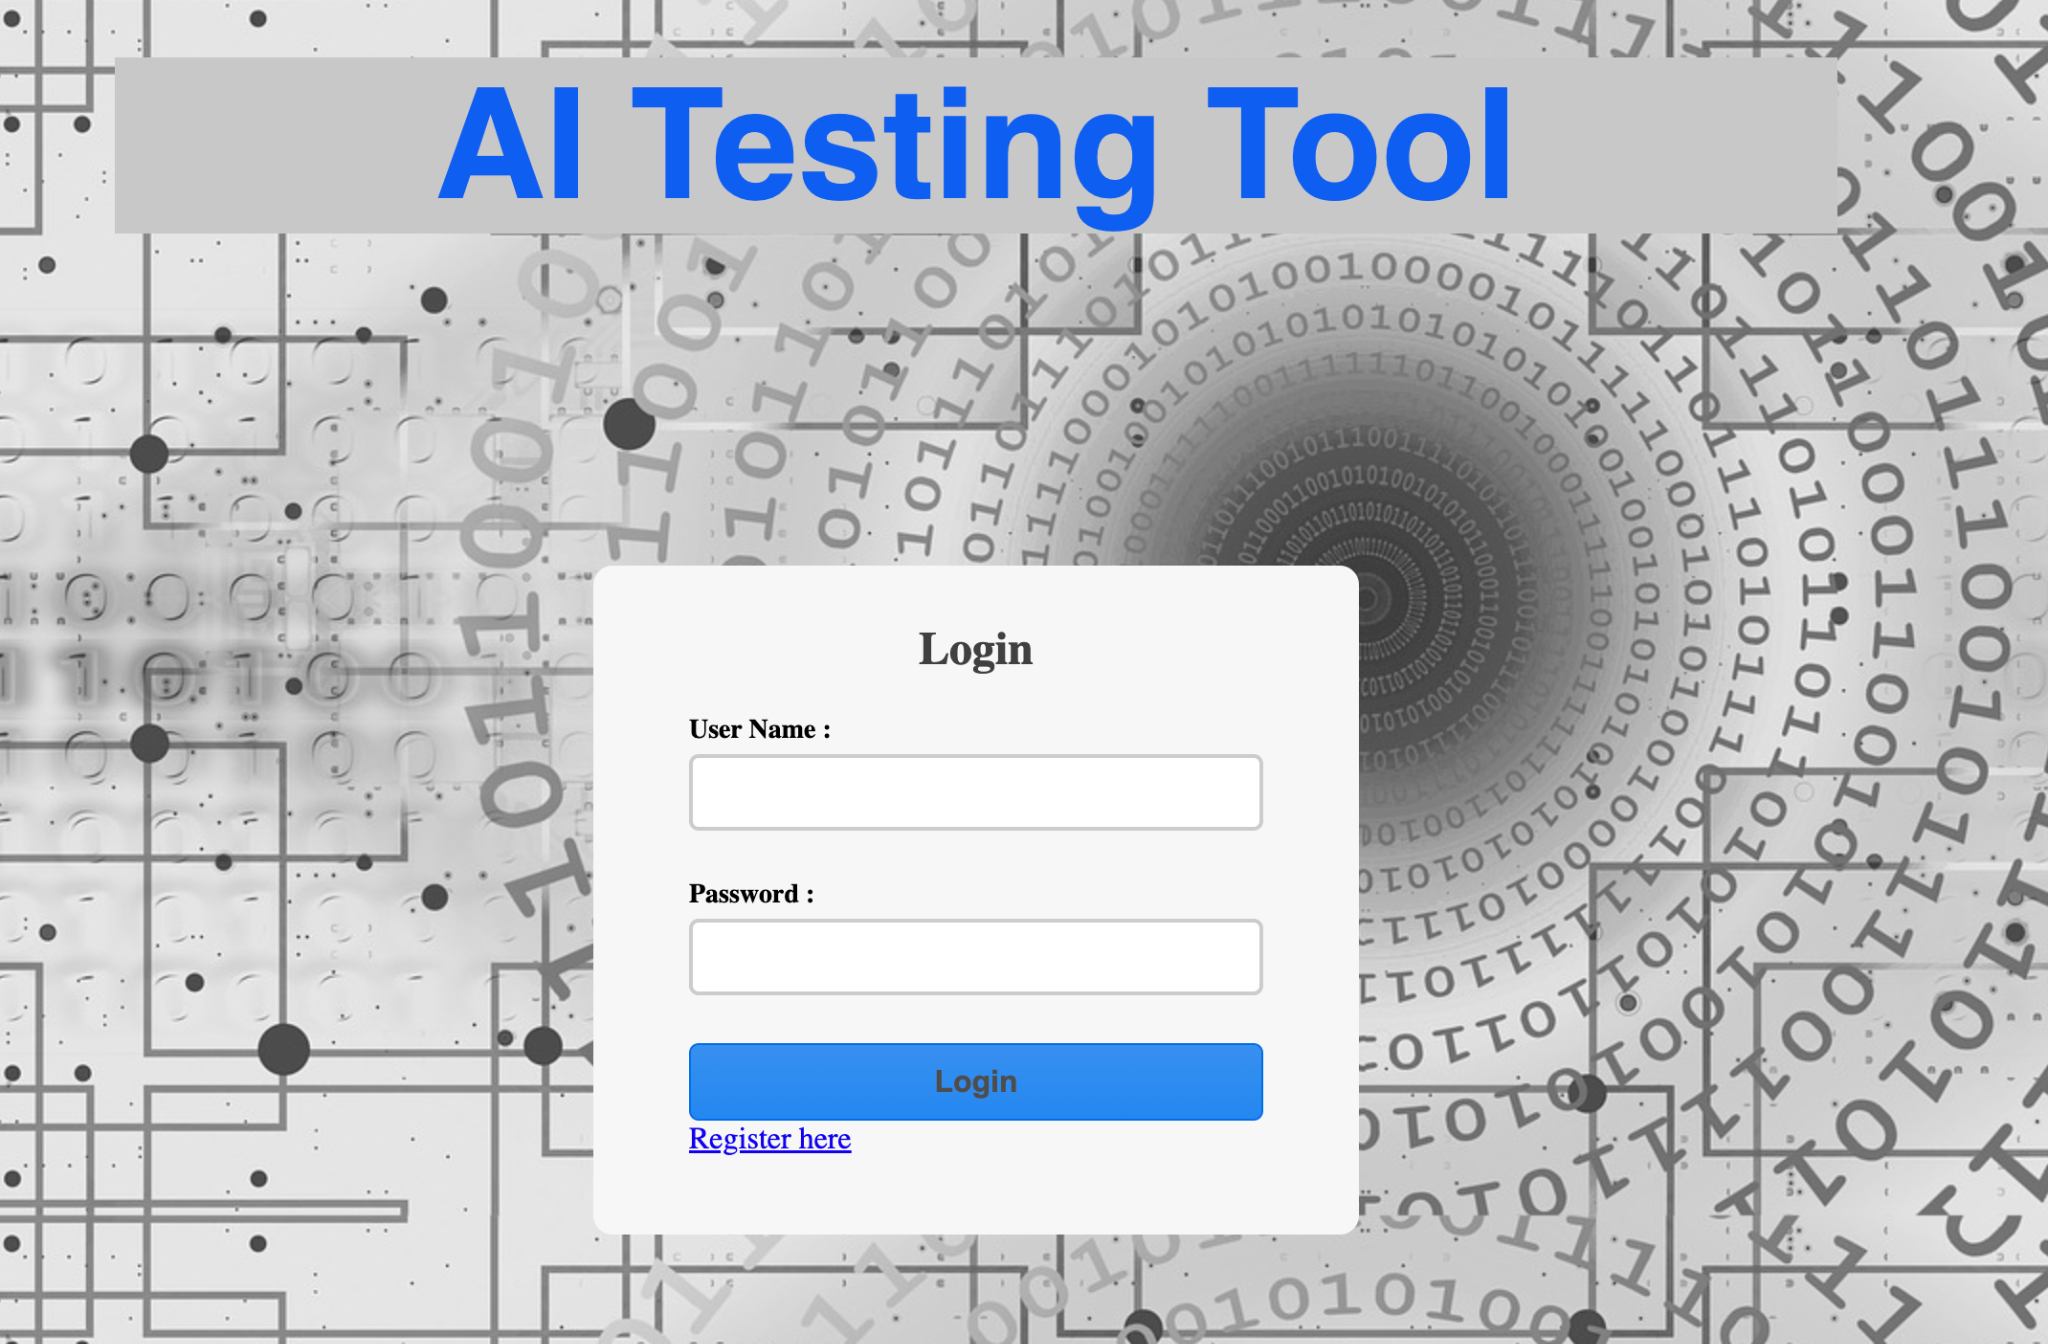 AI Testing Tool
Login
User Name :
Password :
Login
Register here